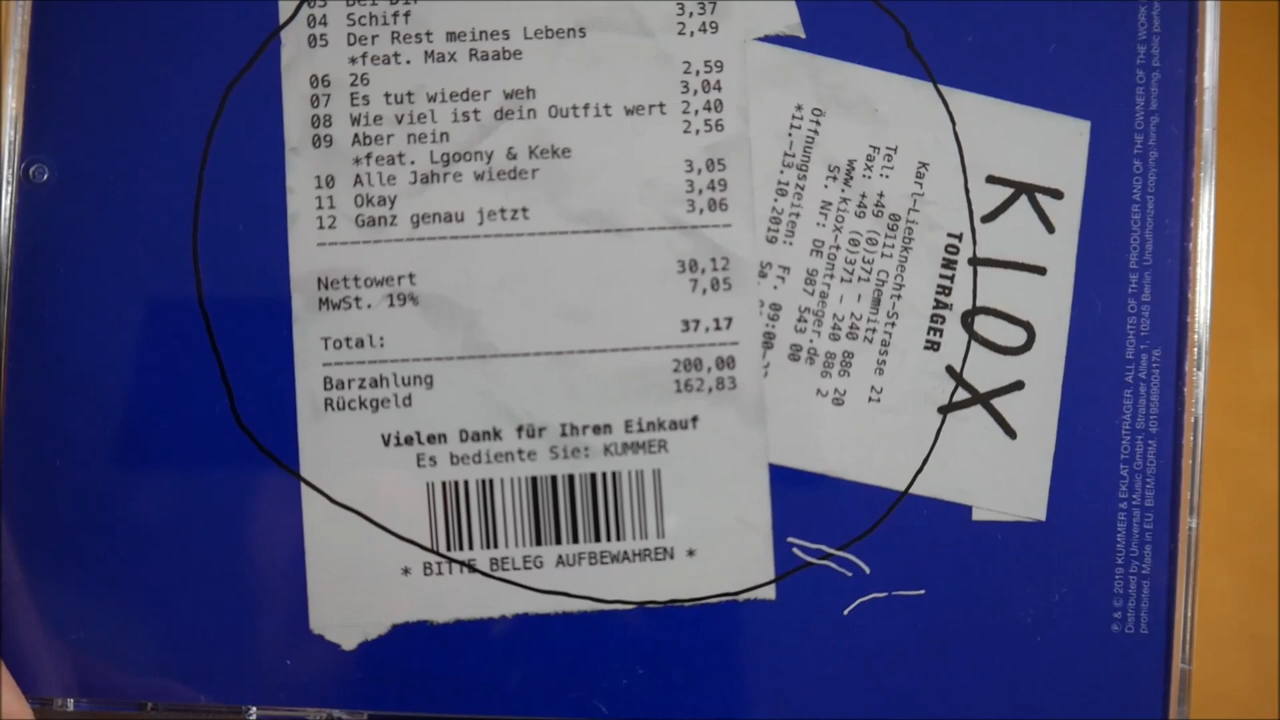 03 Bei Dir
04 Schiff 3,37
05 Der Rest meines Lebens 2,49
*feat. Max Raabe
06 26 2,59
07 Es tut wieder weh 3,04
08 Wie viel ist dein Outfit wert 2,40
09 Aber nein 2,56
*feat. Lgoony & Keke
10 Alle Jahre wieder 3,05
11 Okay 3,49
12 Ganz genau jetzt 3,06
Nettowert 30,12
MwSt. 19% 7,05
Total: 37,17
Barzahlung 200,00
Rückgeld 162,83
Vielen Dank für Ihren Einkauf
Es bediente Sie: KUMMER
* BITTE BELEG AUFBEWAHREN *
KIOX
TONTRÄGER
Karl-Liebknecht-Strasse 21
09111 Chemnitz
Tel: +49 (0)371 - 240 886 20
Fax: +49 (0)371 - 240 886 2
www.kiox-tontraeger.de
St. Nr: DE 987 543 00
Öffnungszeiten: Fr. 09:00-
*11.-13.10.2019 Sa.
℗ & © 2019 KUMMER & EKLAT TONTRÄGER. ALL RIGHTS OF THE PRODUCER AND OF THE OWNER OF THE WORK
Distributed by Universal Music GmbH, Stralauer Allee 1, 10245 Berlin. Unauthorized copying, hiring, lending, public perfor
prohibited. Made in EU. BIEM/SDRM. 4019589004176.